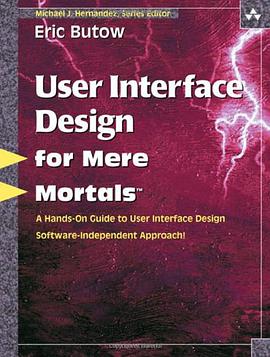 Michael J. Hernandez, Series Editor
Eric Butow
User Interface
Design
for Mere
Mortals™
A Hands-On Guide to User Interface Design
Software-Independent Approach!